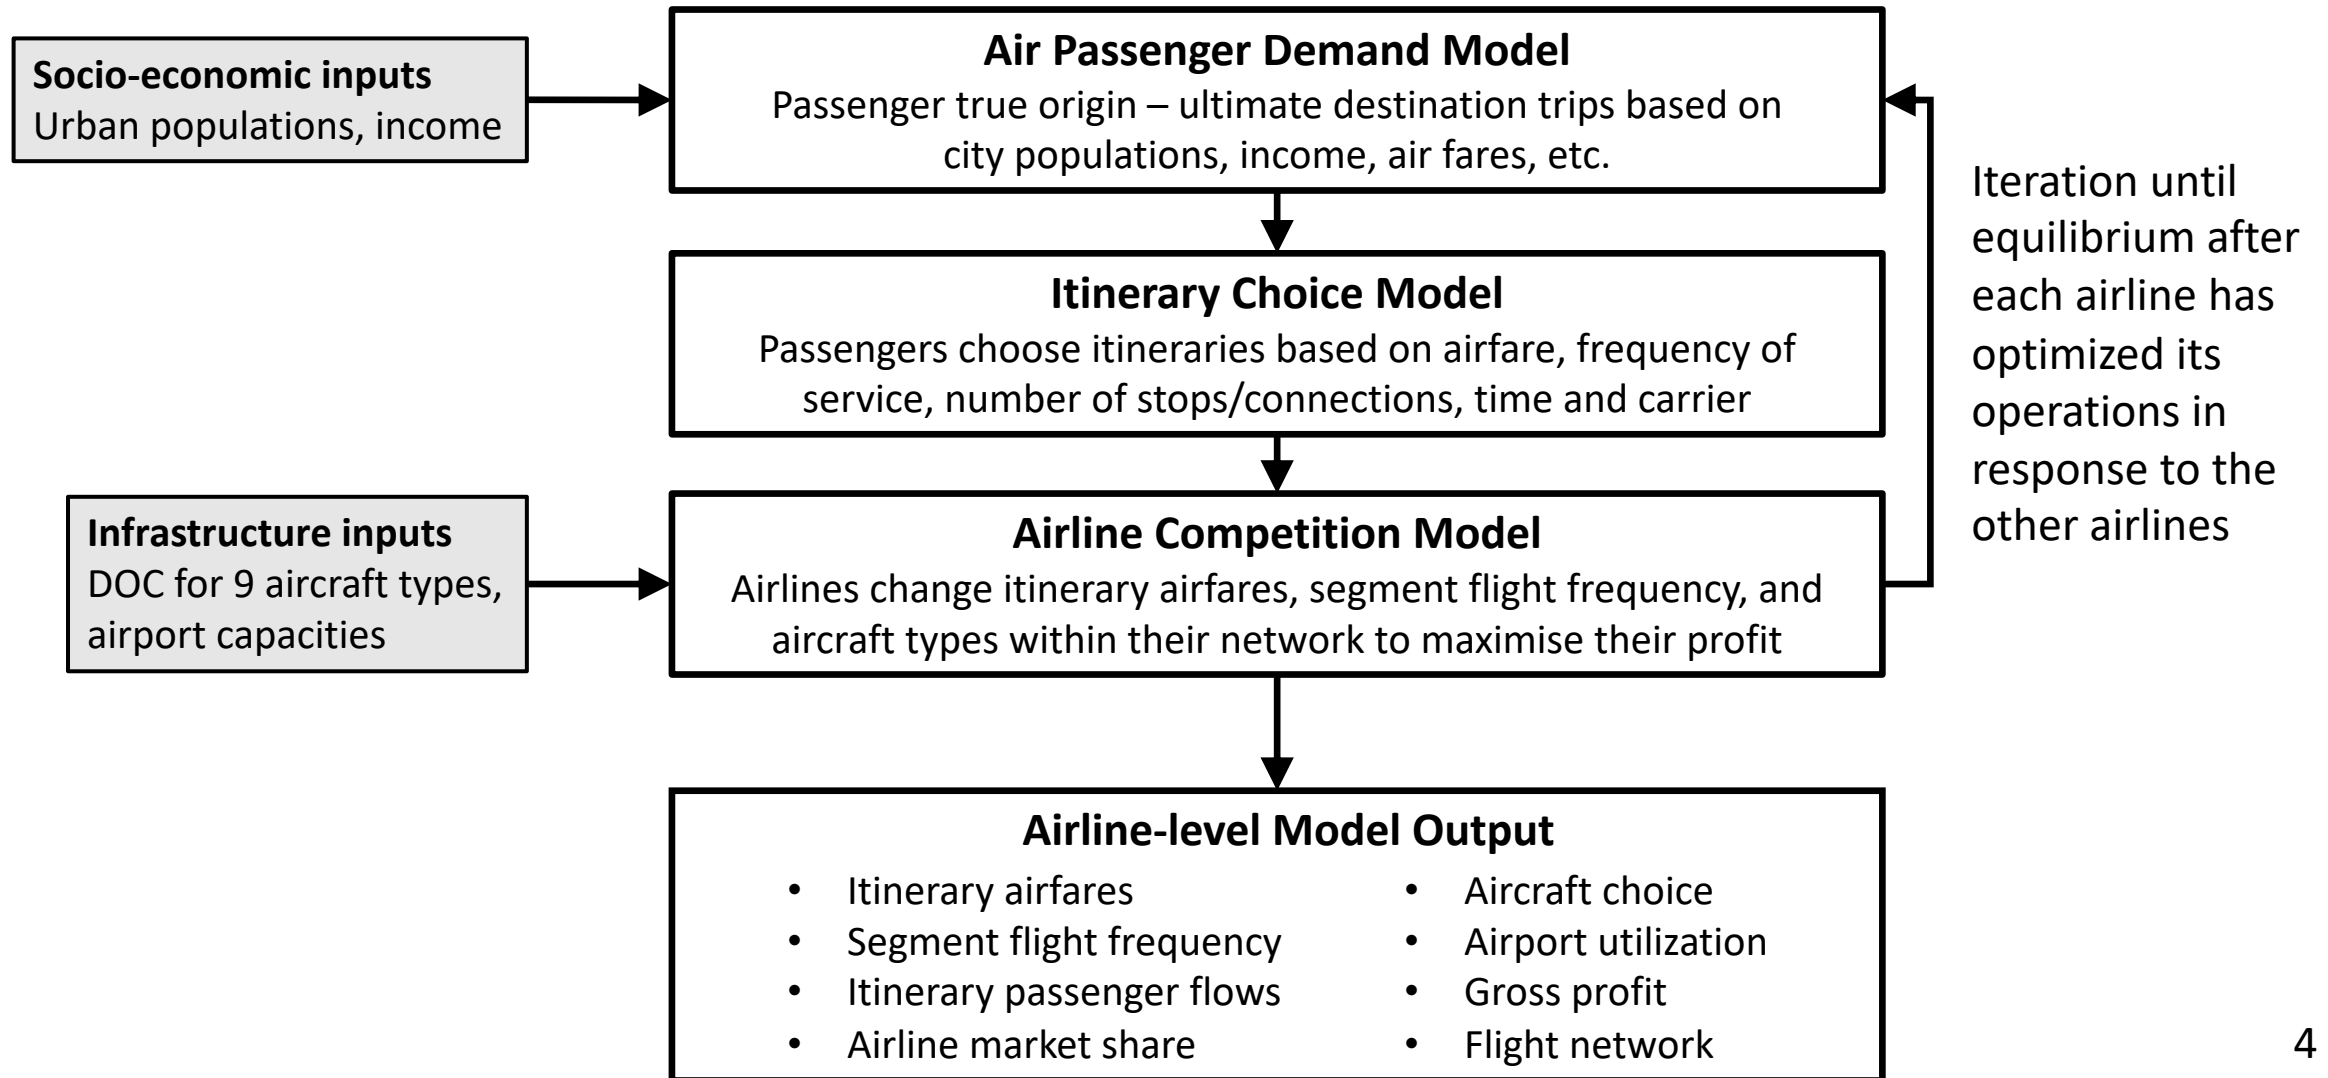 Socio-economic inputs
Urban populations, income
Air Passenger Demand Model
Passenger true origin – ultimate destination trips based on
city populations, income, air fares, etc.
Itinerary Choice Model
Passengers choose itineraries based on airfare, frequency of
service, number of stops/connections, time and carrier
Infrastructure inputs
DOC for 9 aircraft types,
airport capacities
Airline Competition Model
Airlines change itinerary airfares, segment flight frequency, and
aircraft types within their network to maximise their profit
Iteration until
equilibrium after
each airline has
optimized its
operations in
response to the
other airlines
Airline-level Model Output
• Itinerary airfares
• Segment flight frequency
• Itinerary passenger flows
• Airline market share
• Aircraft choice
• Airport utilization
• Gross profit
• Flight network
4